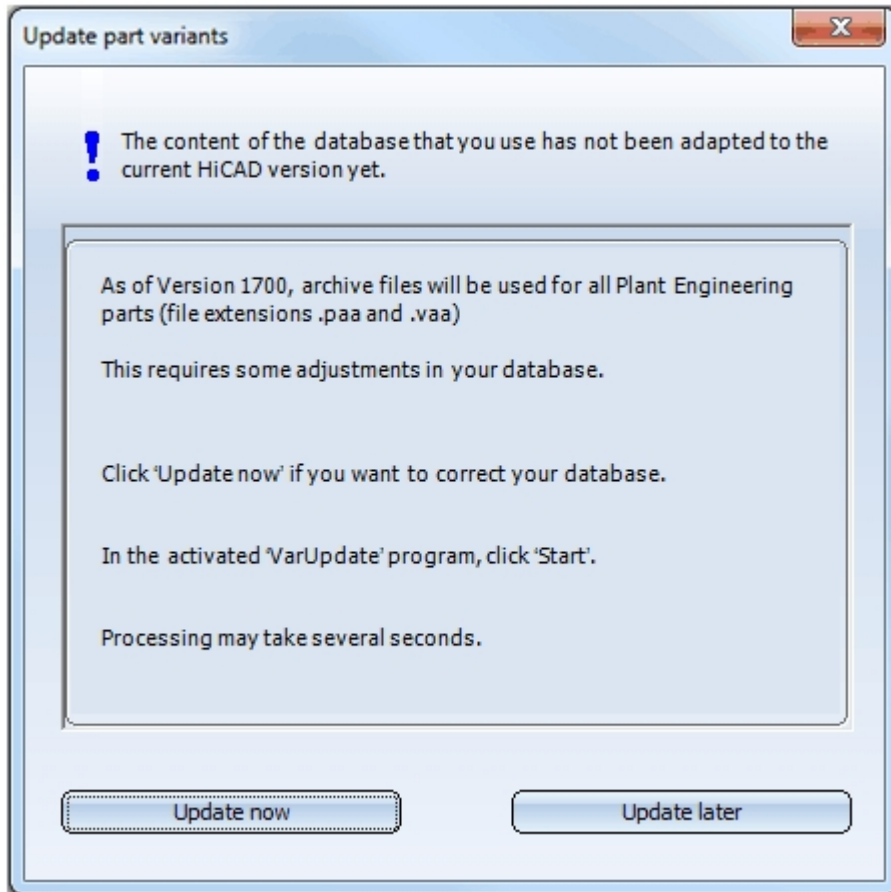 Update part variants
The content of the database that you use has not been adapted to the
current HiCAD version yet.
As of Version 1700, archive files will be used for all Plant Engineering
parts (file extensions .paa and .vaa)
This requires some adjustments in your database.
Click ‘Update now’ if you want to correct your database.
In the activated ‘VarUpdate’ program, click ‘Start’.
Processing may take several seconds.
Update now
Update later